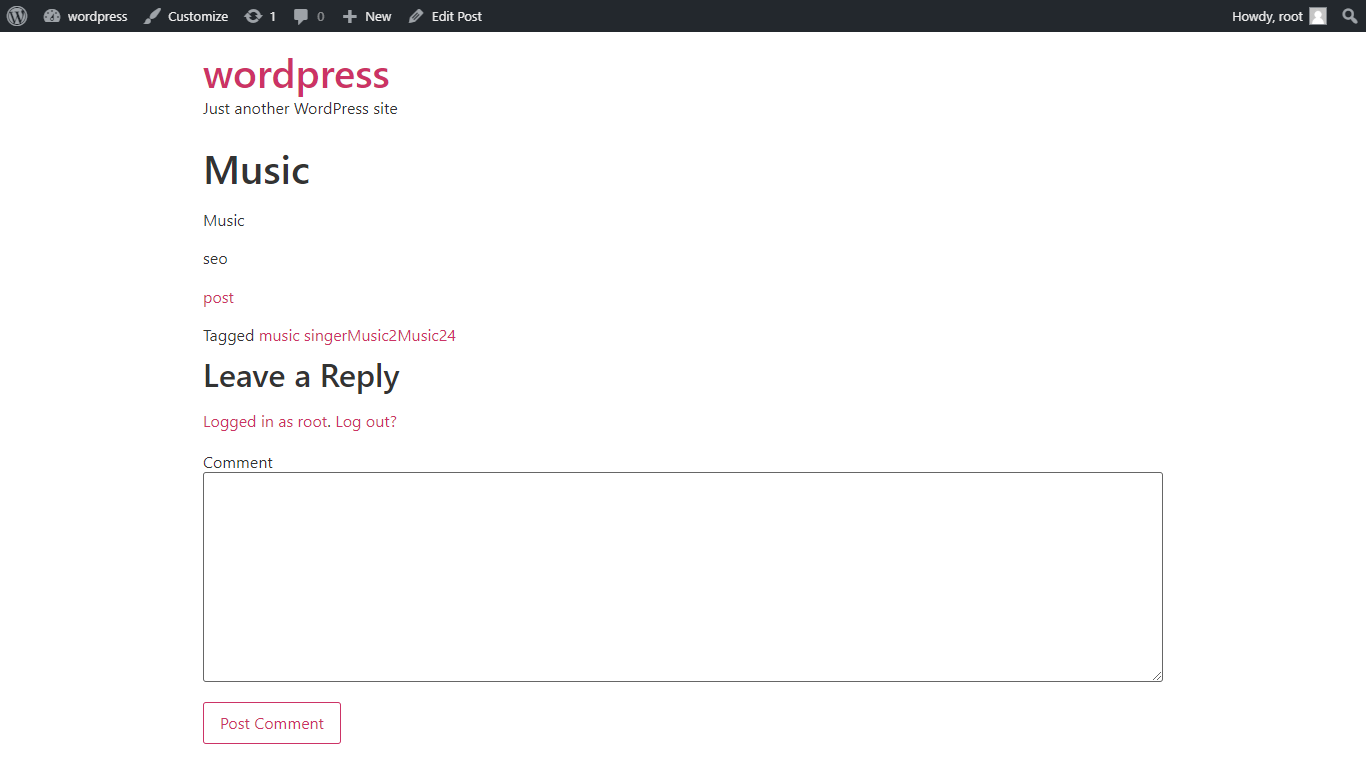 wordpress Customize 1 0 New Edit Post Howdy, root
wordpress
Just another WordPress site
Music
Music
seo
post
Tagged music singerMusic2Music24
Leave a Reply
Logged in as root. Log out?
Comment
Post Comment